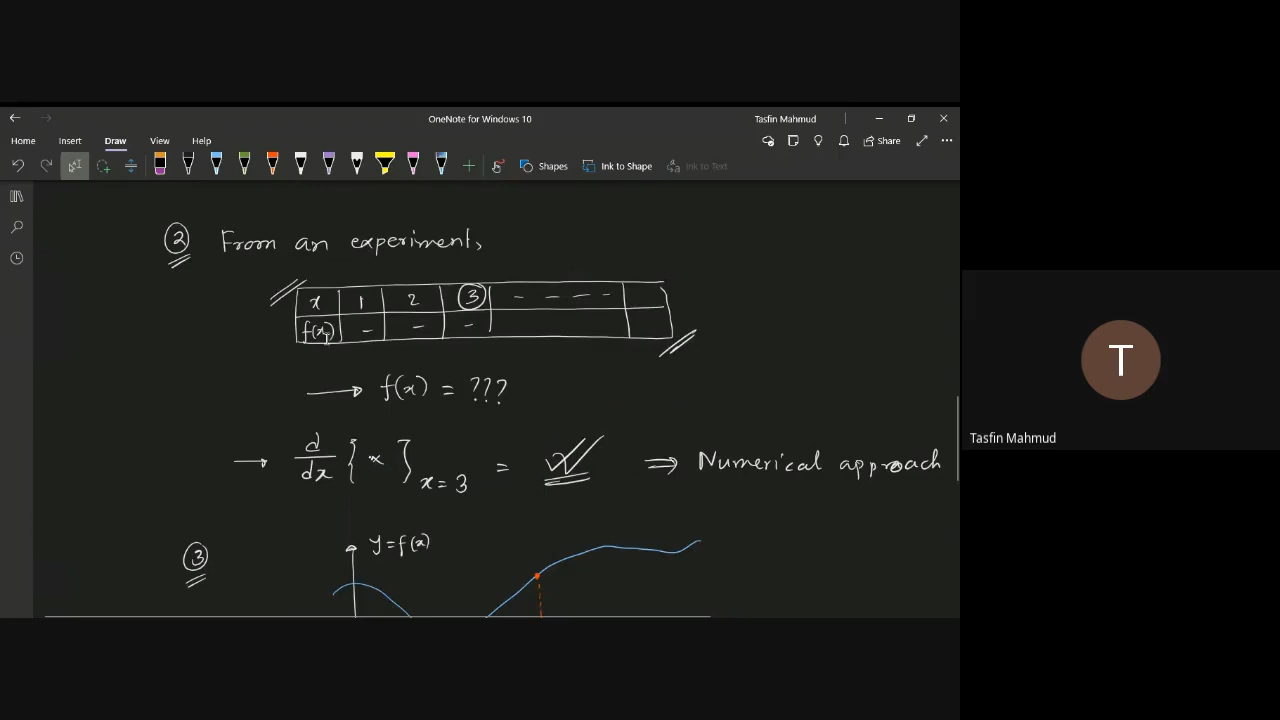 OneNote for Windows 10
Tasfin Mahmud
Home Insert Draw View Help
Share
Shapes Ink to Shape Ink to Text
② From an experiment,
x 1 2 ③ - - - -
f(x) - - -
→ f(x) = ???
→ d/dx { x }x=3 = ⇒ Numerical approach
③ y=f(x)
T
Tasfin Mahmud